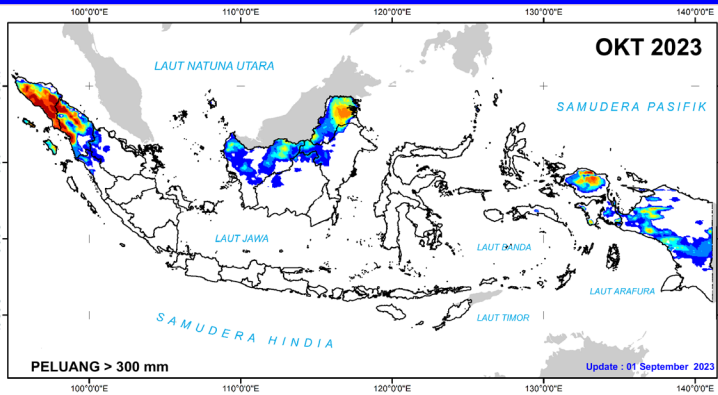 100°0'0"E 110°0'0"E 120°0'0"E 130°0'0"E 140°0'0"E
OKT 2023
LAUT NATUNA UTARA
SAMUDERA PASIFIK
LAUT JAWA
LAUT BANDA
LAUT ARAFURA
SAMUDERA HINDIA
LAUT TIMOR
PELUANG > 300 mm
Update : 01 September 2023
100°0'0"E 110°0'0"E 120°0'0"E 130°0'0"E 140°0'0"E